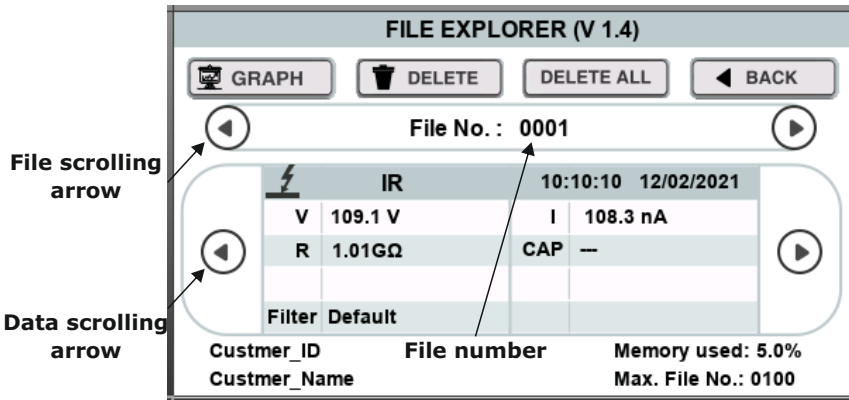 FILE EXPLORER (V 1.4)
GRAPH DELETE DELETE ALL BACK
File No. : 0001
File scrolling
arrow
IR 10:10:10 12/02/2021
V 109.1 V I 108.3 nA
R 1.01GΩ CAP ---
Filter Default
Data scrolling
arrow
Custmer_ID File number Memory used: 5.0%
Custmer_Name Max. File No.: 0100